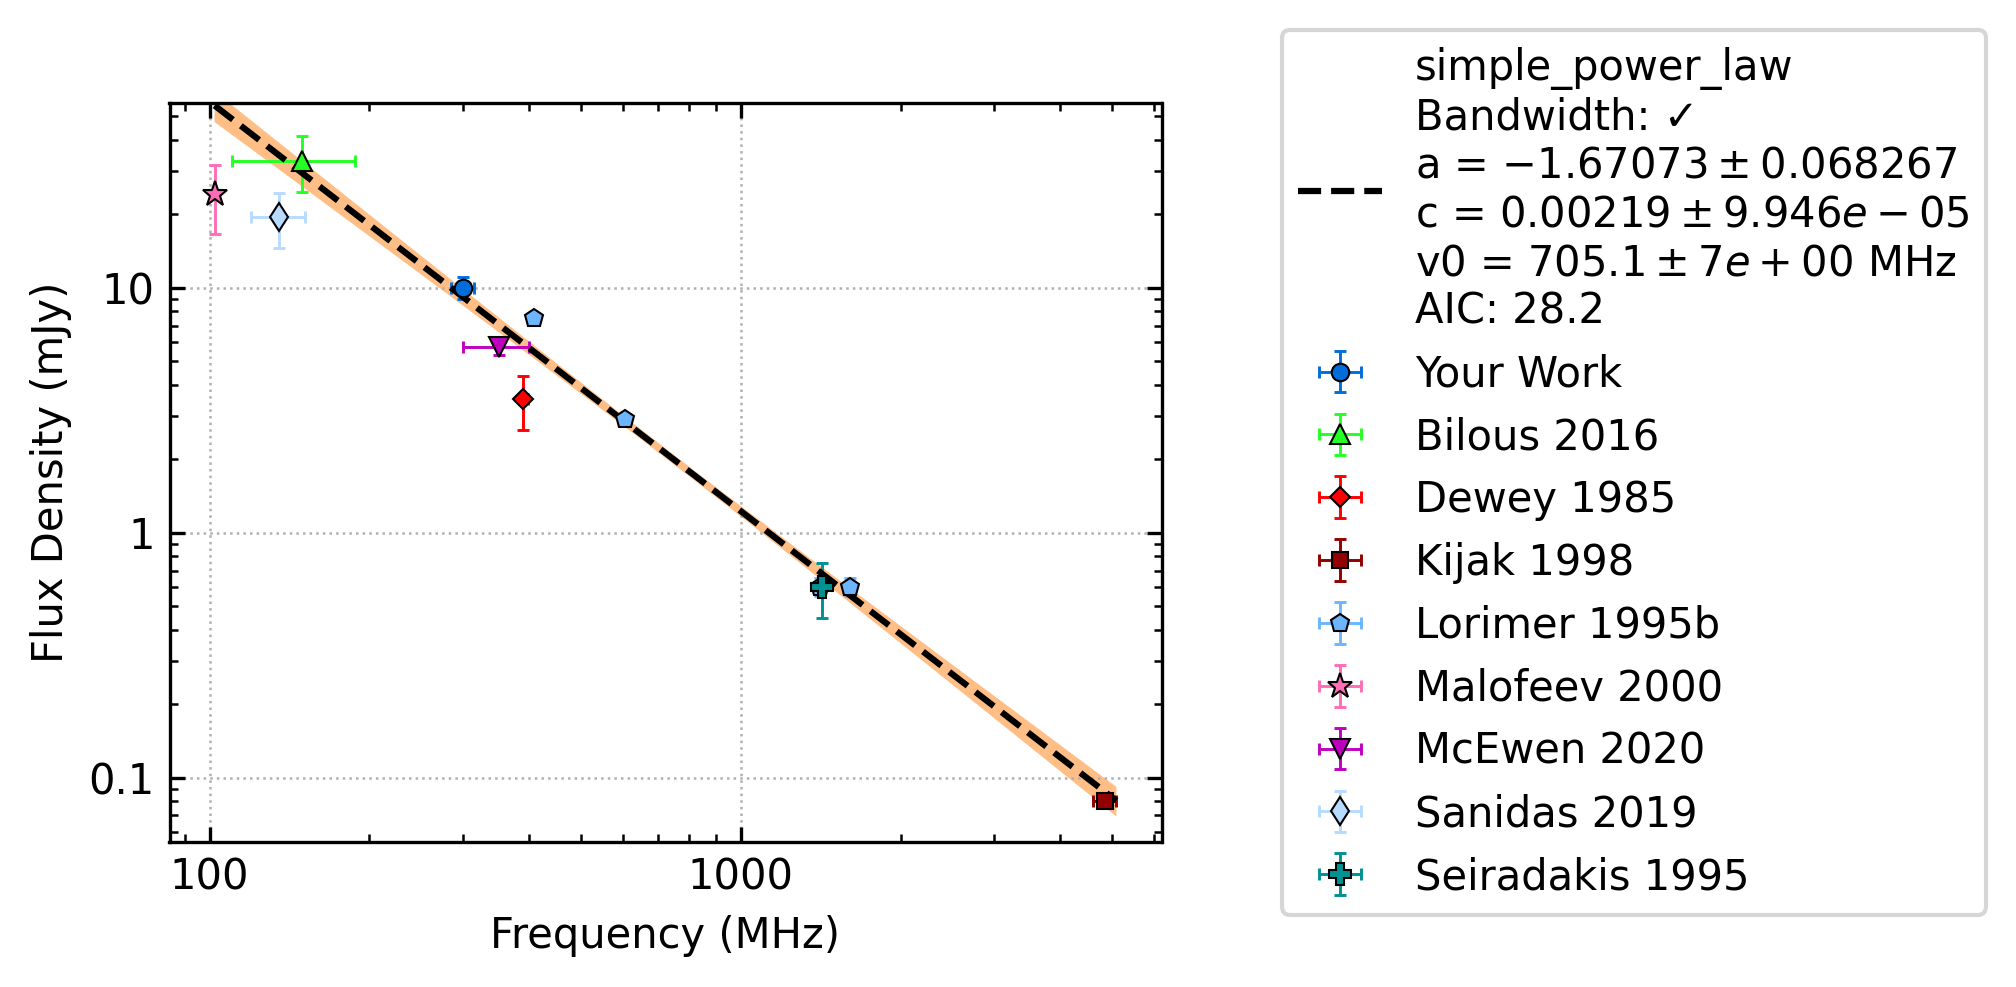 simple_power_law
Bandwidth: ✓
a = −1.67073 ± 0.068267
c = 0.00219 ± 9.946e − 05
v0 = 705.1 ± 7e + 00 MHz
AIC: 28.2
Your Work
Bilous 2016
Dewey 1985
Kijak 1998
Lorimer 1995b
Malofeev 2000
McEwen 2020
Sanidas 2019
Seiradakis 1995
Flux Density (mJy)
10
1
0.1
100
1000
Frequency (MHz)